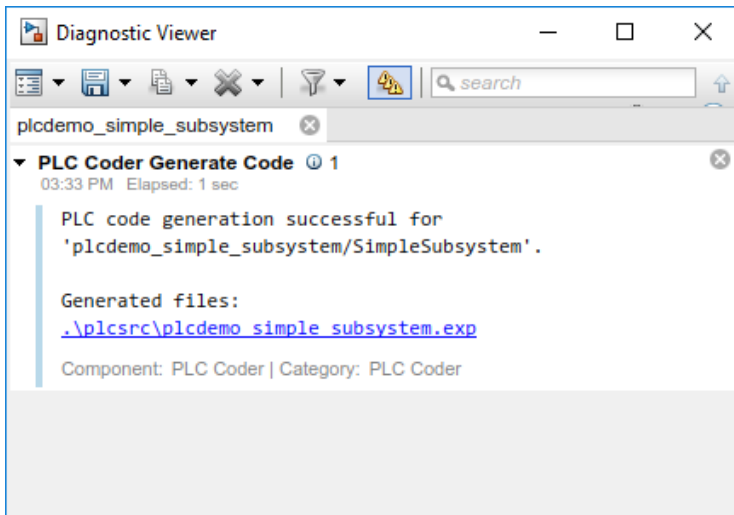 Diagnostic Viewer
search
plcdemo_simple_subsystem
PLC Coder Generate Code 1
03:33 PM Elapsed: 1 sec
PLC code generation successful for
'plcdemo_simple_subsystem/SimpleSubsystem'.
Generated files:
.\plcsrc\plcdemo_simple_subsystem.exp
Component: PLC Coder | Category: PLC Coder